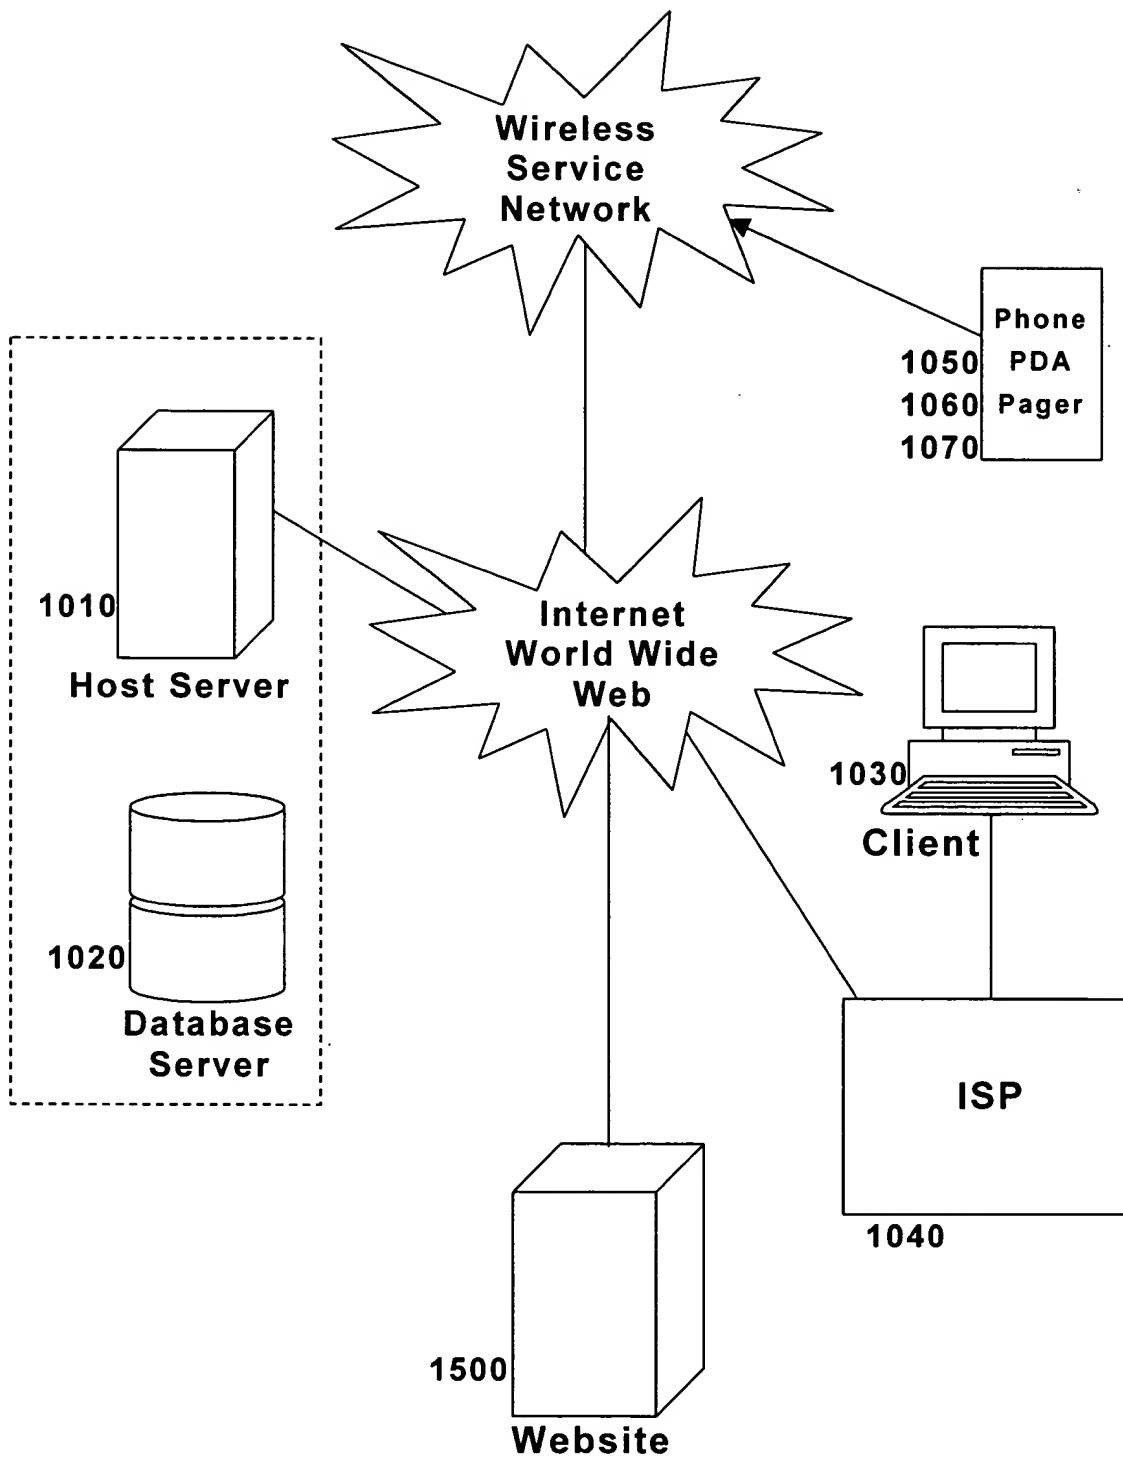 Wireless
Service
Network
Phone
1050 PDA
1060 Pager
1070
1010
Host Server
Internet
World Wide
Web
1030
Client
1020
Database
Server
ISP
1040
1500
Website